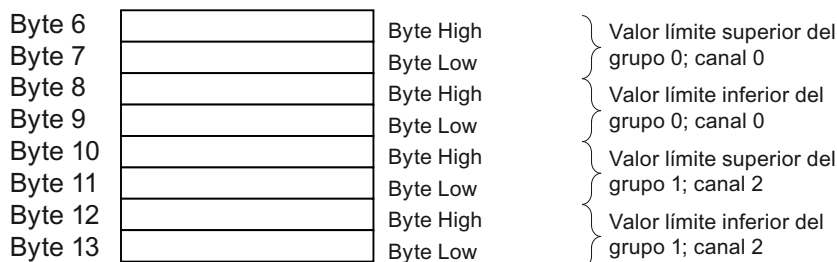 Byte 6
Byte High
Valor límite superior del
grupo 0; canal 0
Byte 7
Byte Low
Byte 8
Byte High
Valor límite inferior del
grupo 0; canal 0
Byte 9
Byte Low
Byte 10
Byte High
Valor límite superior del
grupo 1; canal 2
Byte 11
Byte Low
Byte 12
Byte High
Valor límite inferior del
grupo 1; canal 2
Byte 13
Byte Low